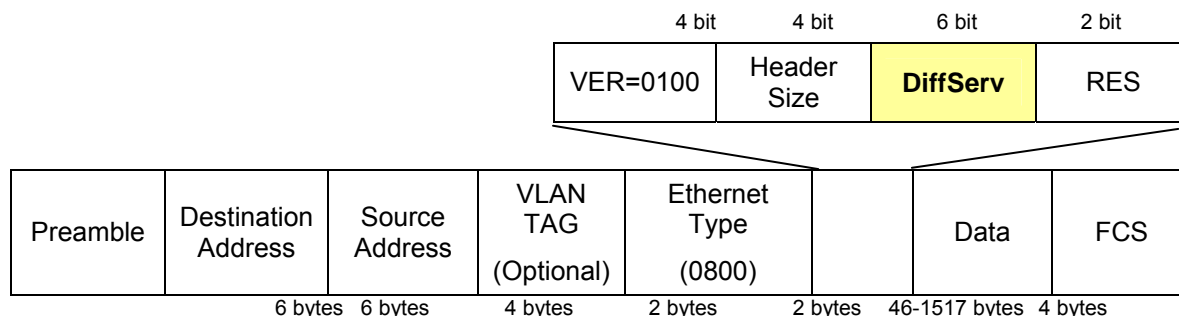 4 bit 4 bit 6 bit 2 bit
VER=0100 Header Size DiffServ RES
Preamble Destination Address Source Address VLAN TAG (Optional) Ethernet Type (0800) Data FCS
6 bytes 6 bytes 4 bytes 2 bytes 2 bytes 46-1517 bytes 4 bytes